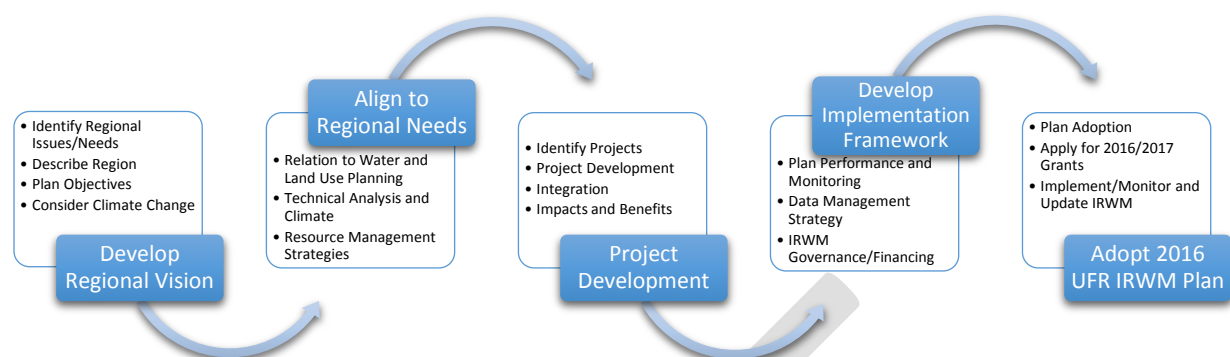 • Identify Regional
Issues/Needs
• Describe Region
• Plan Objectives
• Consider Climate Change
Develop
Regional Vision
Align to
Regional Needs
• Relation to Water and
Land Use Planning
• Technical Analysis and
Climate
• Resource Management
Strategies
• Identify Projects
• Project Development
• Integration
• Impacts and Benefits
Project
Development
Develop
Implementation
Framework
• Plan Performance and
Monitoring
• Data Management
Strategy
• IRWM
Governance/Financing
• Plan Adoption
• Apply for 2016/2017
Grants
• Implement/Monitor and
Update IRWM
Adopt 2016
UFR IRWM Plan